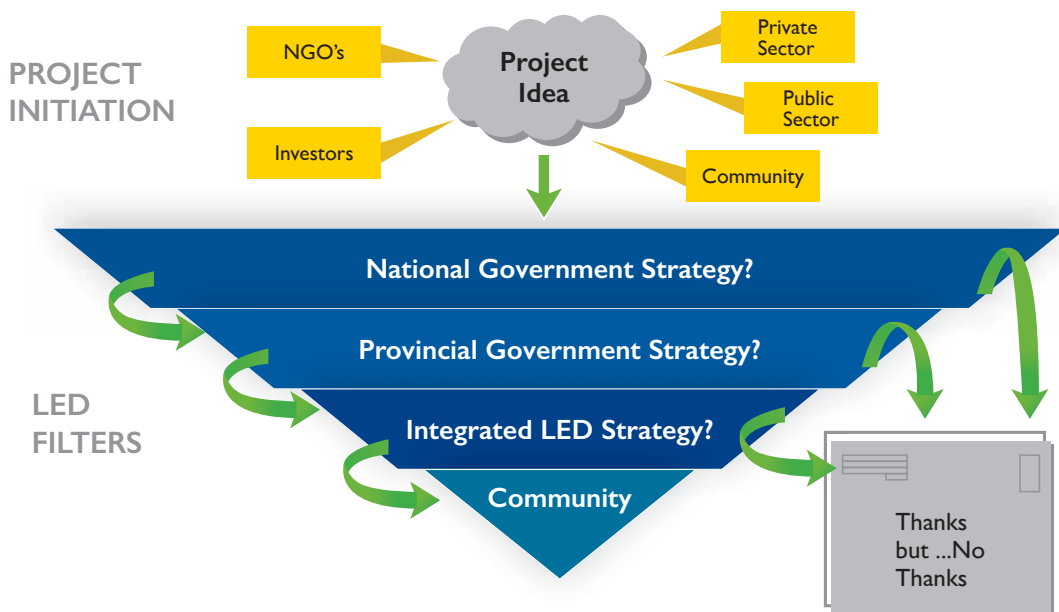 PROJECT
INITIATION
NGO's
Investors
Project
Idea
Private
Sector
Public
Sector
Community
LED
FILTERS
National Government Strategy?
Provincial Government Strategy?
Integrated LED Strategy?
Community
Thanks
but ...No
Thanks